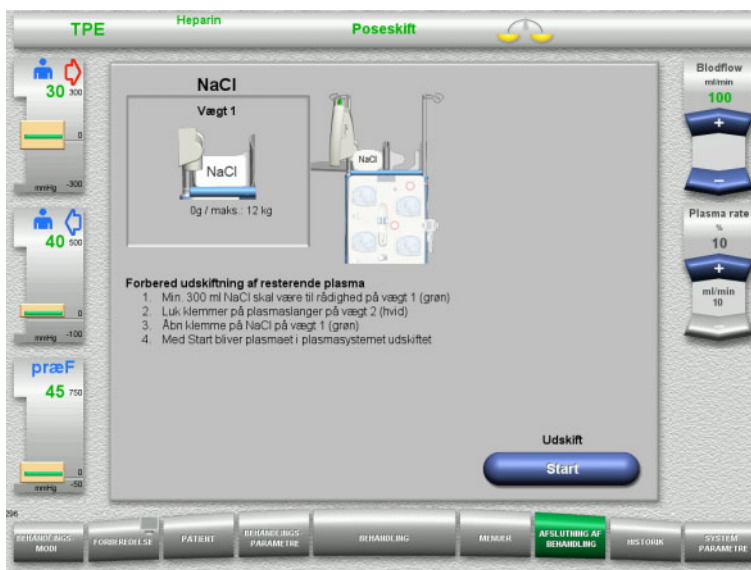 TPE
Heparin
Poseskift
30 300
0
mmHg -300
40 500
0
mmHg -100
præF
45 750
0
mmHg -50
NaCl
Vægt 1
NaCl
0g / maks.: 12 kg
NaCl
Forbered udskiftning af resterende plasma
1. Min. 300 ml NaCl skal være til rådighed på vægt 1 (grøn)
2. Luk klemmer på plasmaslanger på vægt 2 (hvid)
3. Åbn klemme på NaCl på vægt 1 (grøn)
4. Med Start bliver plasmaet i plasmasystemet udskiftet
Udskift
Start
Blodflow
ml/min
100
+
–
Plasma rate
%
10
+
ml/min
10
–
296
BEHANDLINGS-
MODI
FORBEREDELSE
PATIENT
BEHANDLINGS-
PARAMETRE
BEHANDLING
MENUER
AFSLUTNING AF
BEHANDLING
HISTORIK
SYSTEM
PARAMETRE